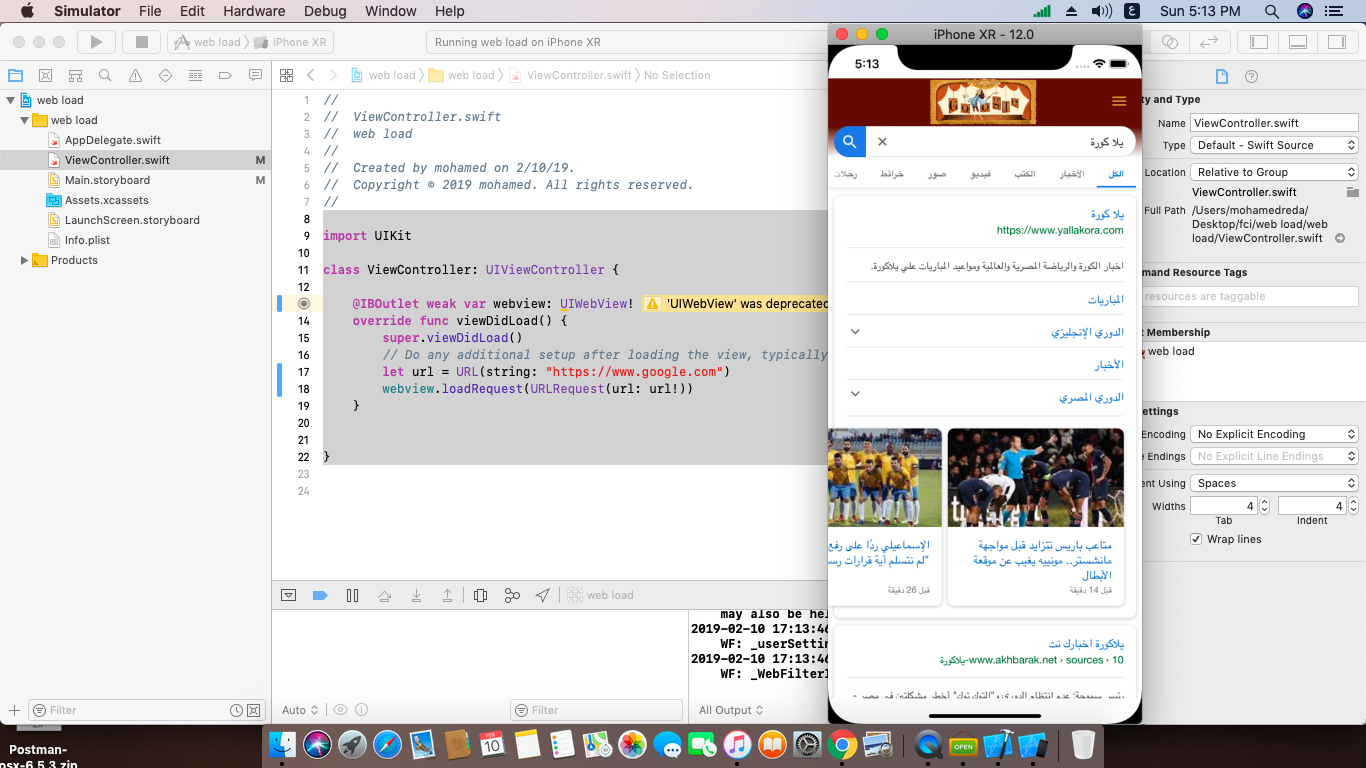 Simulator File Edit Hardware Debug Window Help Sun 5:13 PM
web load iPhone XR
Running web load on iPhone XR
iPhone XR - 12.0
web load web load ViewController.swift No Selection
web load
web load
AppDelegate.swift
ViewController.swift M
Main.storyboard M
Assets.xcassets
LaunchScreen.storyboard
Info.plist
Products
Filter
1 //
2 // ViewController.swift
3 // web load
4 //
5 // Created by mohamed on 2/10/19.
6 // Copyright © 2019 mohamed. All rights reserved.
7 //
8
9 import UIKit
10
11 class ViewController: UIViewController {
12
@IBOutlet weak var webview: UIWebView! 'UIWebView' was deprecated
14 override func viewDidLoad() {
15 super.viewDidLoad()
16 // Do any additional setup after loading the view, typically
17 let url = URL(string: "https://www.google.com")
18 webview.loadRequest(URLRequest(url: url!))
19 }
20
21
22 }
23
24
web load
may also be hel
2019-02-10 17:13:46
WF: _userSettin
2019-02-10 17:13:46
WF: _WebFilterI
Auto
Filter
All Output
5:13
يلا كورة
الكل الأخبار الكتب فيديو صور خرائط رحلات
يلا كورة
https://www.yallakora.com
اخبار الكورة والرياضة المصرية والعالمية ومواعيد المباريات علي يلاكورة.
المباريات
الدوري الإنجليزي
الأخبار
الدوري المصري
متاعب باريس تتزايد قبل مواجهة
مانشستر.. مونييه يغيب عن موقعة
الأبطال
قبل 14 دقيقة
الإسماعيلي ردًا على رفع
"لم نتسلم أية قرارات رسـ
قبل 26 دقيقة
يلاكورة اخبارك نت
www.akhbarak.net › sources › 10-يلاكورة
رئيس سموحة: عدم انتظام الدوري و"التوك توك" أخطر مشكلتين في مصر -
ty and Type
Name ViewController.swift
Type Default - Swift Source
Location Relative to Group
ViewController.swift
Full Path /Users/mohamedreda/
Desktop/fci/web load/web
load/ViewController.swift
mand Resource Tags
resources are taggable
t Membership
web load
ettings
Encoding No Explicit Encoding
e Endings No Explicit Line Endings
ent Using Spaces
Widths 4 4
Tab Indent
Wrap lines
Postman-
osx-6.5.3.zip
FEB
10
OPEN